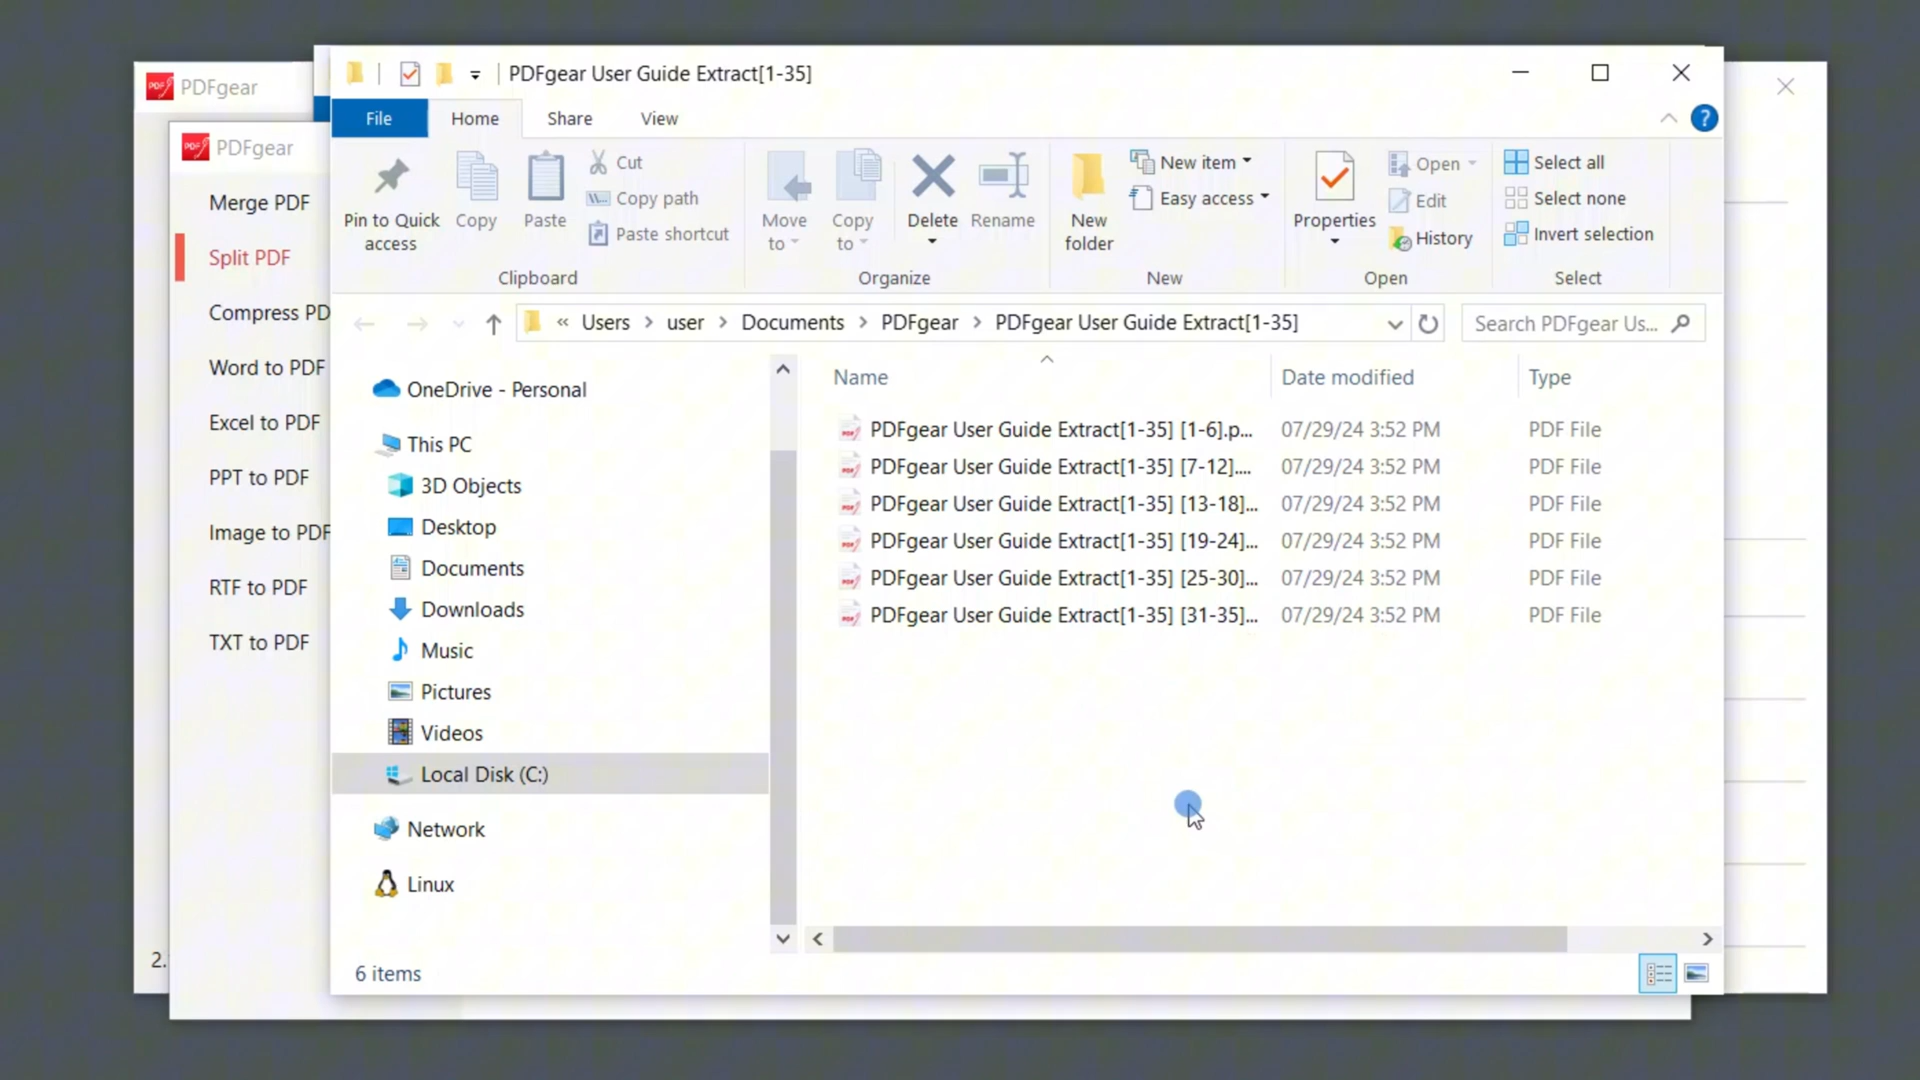 PDFgear
PDFgear
Merge PDF
Split PDF
Compress PD
Word to PDF
Excel to PDF
PPT to PDF
Image to PDF
RTF to PDF
TXT to PDF
2.
PDFgear User Guide Extract[1-35]
File Home Share View
Pin to Quick access
Copy
Paste
Cut
Copy path
Paste shortcut
Clipboard
Move to
Copy to
Delete
Rename
Organize
New folder
New item
Easy access
New
Properties
Open
Edit
History
Open
Select all
Select none
Invert selection
Select
« Users > user > Documents > PDFgear > PDFgear User Guide Extract[1-35]
Search PDFgear Us...
OneDrive - Personal
This PC
3D Objects
Desktop
Documents
Downloads
Music
Pictures
Videos
Local Disk (C:)
Network
Linux
Name Date modified Type
PDFgear User Guide Extract[1-35] [1-6].p... 07/29/24 3:52 PM PDF File
PDFgear User Guide Extract[1-35] [7-12].... 07/29/24 3:52 PM PDF File
PDFgear User Guide Extract[1-35] [13-18]... 07/29/24 3:52 PM PDF File
PDFgear User Guide Extract[1-35] [19-24]... 07/29/24 3:52 PM PDF File
PDFgear User Guide Extract[1-35] [25-30]... 07/29/24 3:52 PM PDF File
PDFgear User Guide Extract[1-35] [31-35]... 07/29/24 3:52 PM PDF File
6 items